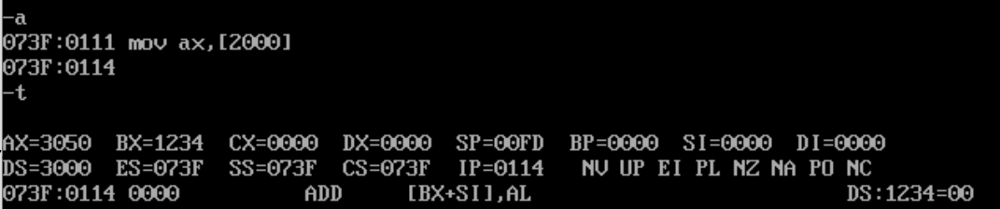 -a
073F:0111 mov ax,[2000]
073F:0114
-t
AX=3050 BX=1234 CX=0000 DX=0000 SP=00FD BP=0000 SI=0000 DI=0000
DS=3000 ES=073F SS=073F CS=073F IP=0114 NV UP EI PL NZ NA PO NC
073F:0114 0000 ADD [BX+SI],AL DS:1234=00